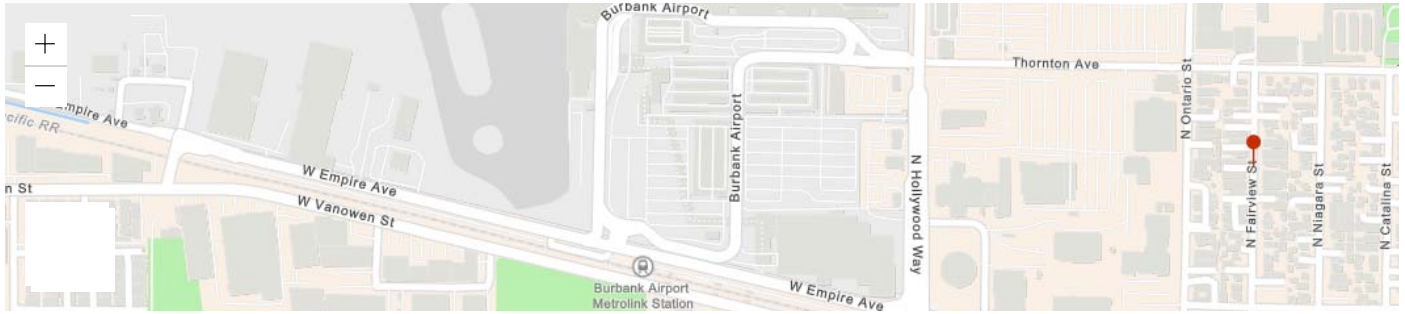 Burbank Airport
Thornton Ave
Empire Ave
acific RR
n St
W Empire Ave
W Vanowen St
Burbank Airport
N Hollywood Way
N Ontario St
N Fairview St
N Niagara St
N Catalina St
Burbank Airport
Metrolink Station
W Empire Ave
+
−